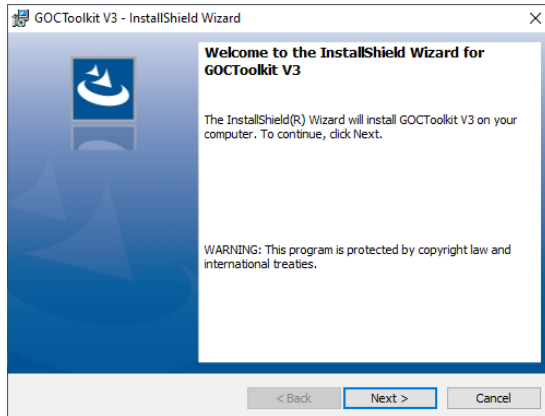 GOCToolkit V3 - InstallShield Wizard
Welcome to the InstallShield Wizard for
GOCToolkit V3
The InstallShield(R) Wizard will install GOCToolkit V3 on your
computer. To continue, click Next.
WARNING: This program is protected by copyright law and
international treaties.
< Back
Next >
Cancel